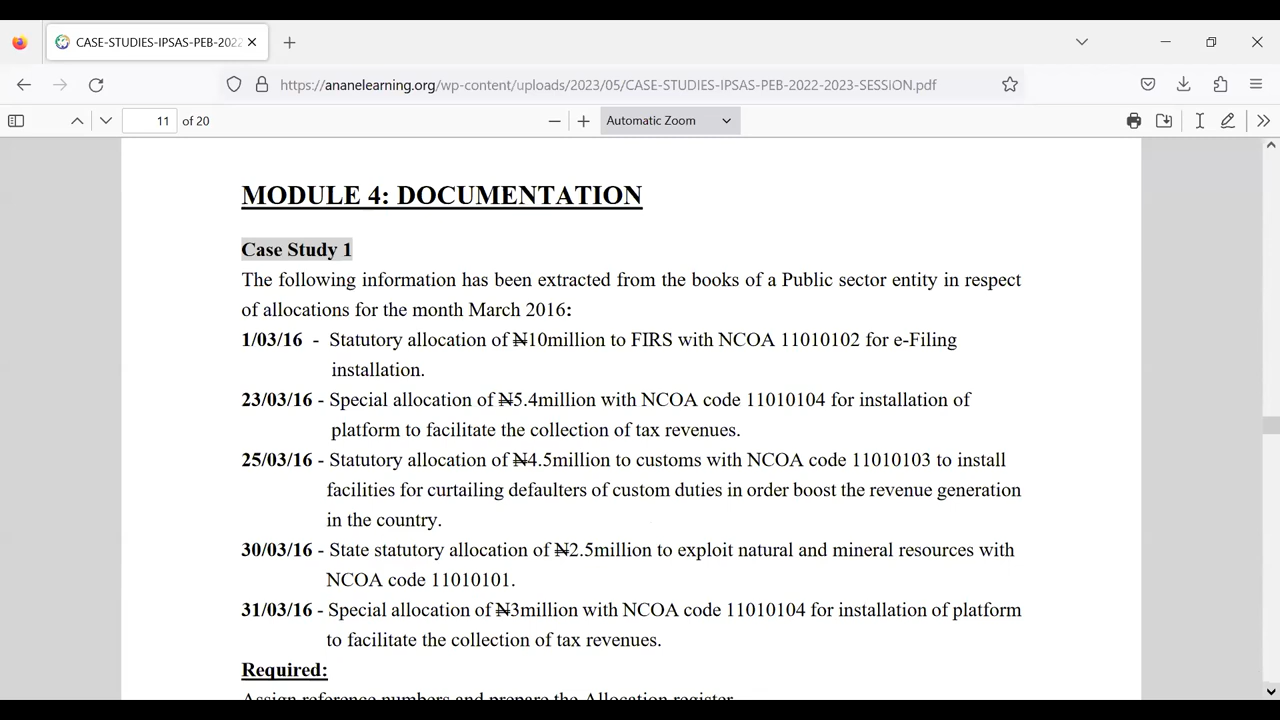 CASE-STUDIES-IPSAS-PEB-2022
https://ananelearning.org/wp-content/uploads/2023/05/CASE-STUDIES-IPSAS-PEB-2022-2023-SESSION.pdf
11 of 20
Automatic Zoom
MODULE 4: DOCUMENTATION
Case Study 1
The following information has been extracted from the books of a Public sector entity in respect
of allocations for the month March 2016:
1/03/16 - Statutory allocation of ₦10million to FIRS with NCOA 11010102 for e-Filing
installation.
23/03/16 - Special allocation of ₦5.4million with NCOA code 11010104 for installation of
platform to facilitate the collection of tax revenues.
25/03/16 - Statutory allocation of ₦4.5million to customs with NCOA code 11010103 to install
facilities for curtailing defaulters of custom duties in order boost the revenue generation
in the country.
30/03/16 - State statutory allocation of ₦2.5million to exploit natural and mineral resources with
NCOA code 11010101.
31/03/16 - Special allocation of ₦3million with NCOA code 11010104 for installation of platform
to facilitate the collection of tax revenues.
Required:
Assign reference numbers and prepare the Allocation register